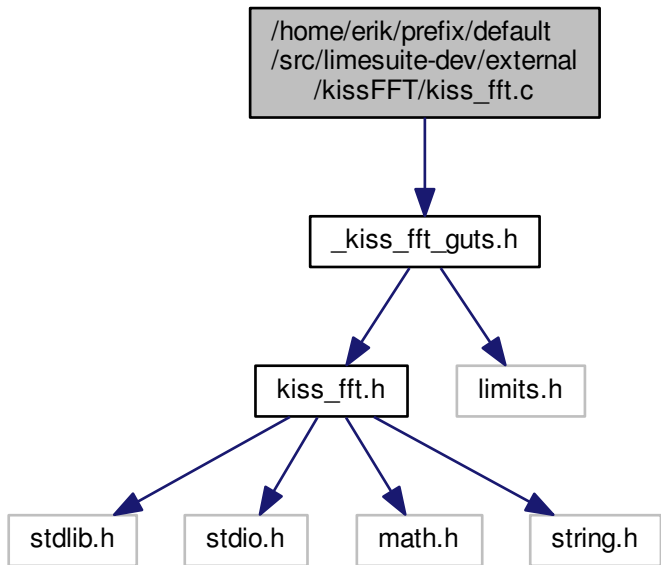 /home/erik/prefix/default
/src/limesuite-dev/external
/kissFFT/kiss_fft.c
_kiss_fft_guts.h
kiss_fft.h
limits.h
stdlib.h
stdio.h
math.h
string.h